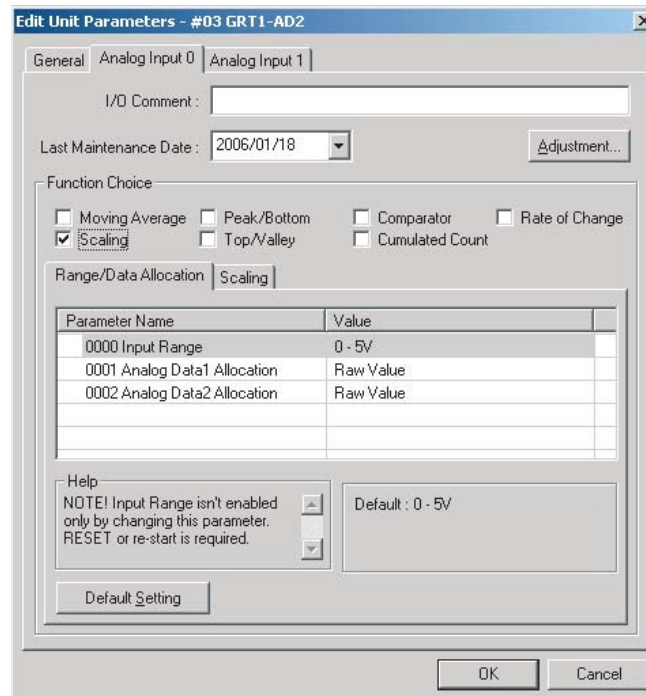 Edit Unit Parameters - #03 GRT1-AD2
General Analog Input 0 Analog Input 1
I/O Comment :
Last Maintenance Date : 2006/01/18 Adjustment...
Function Choice
Moving Average Peak/Bottom Comparator Rate of Change
Scaling Top/Valley Cumulated Count
Range/Data Allocation Scaling
Parameter Name Value
0000 Input Range 0 - 5V
0001 Analog Data1 Allocation Raw Value
0002 Analog Data2 Allocation Raw Value
Help
NOTE! Input Range isn't enabled
only by changing this parameter.
RESET or re-start is required.
Default : 0 - 5V
Default Setting
OK Cancel